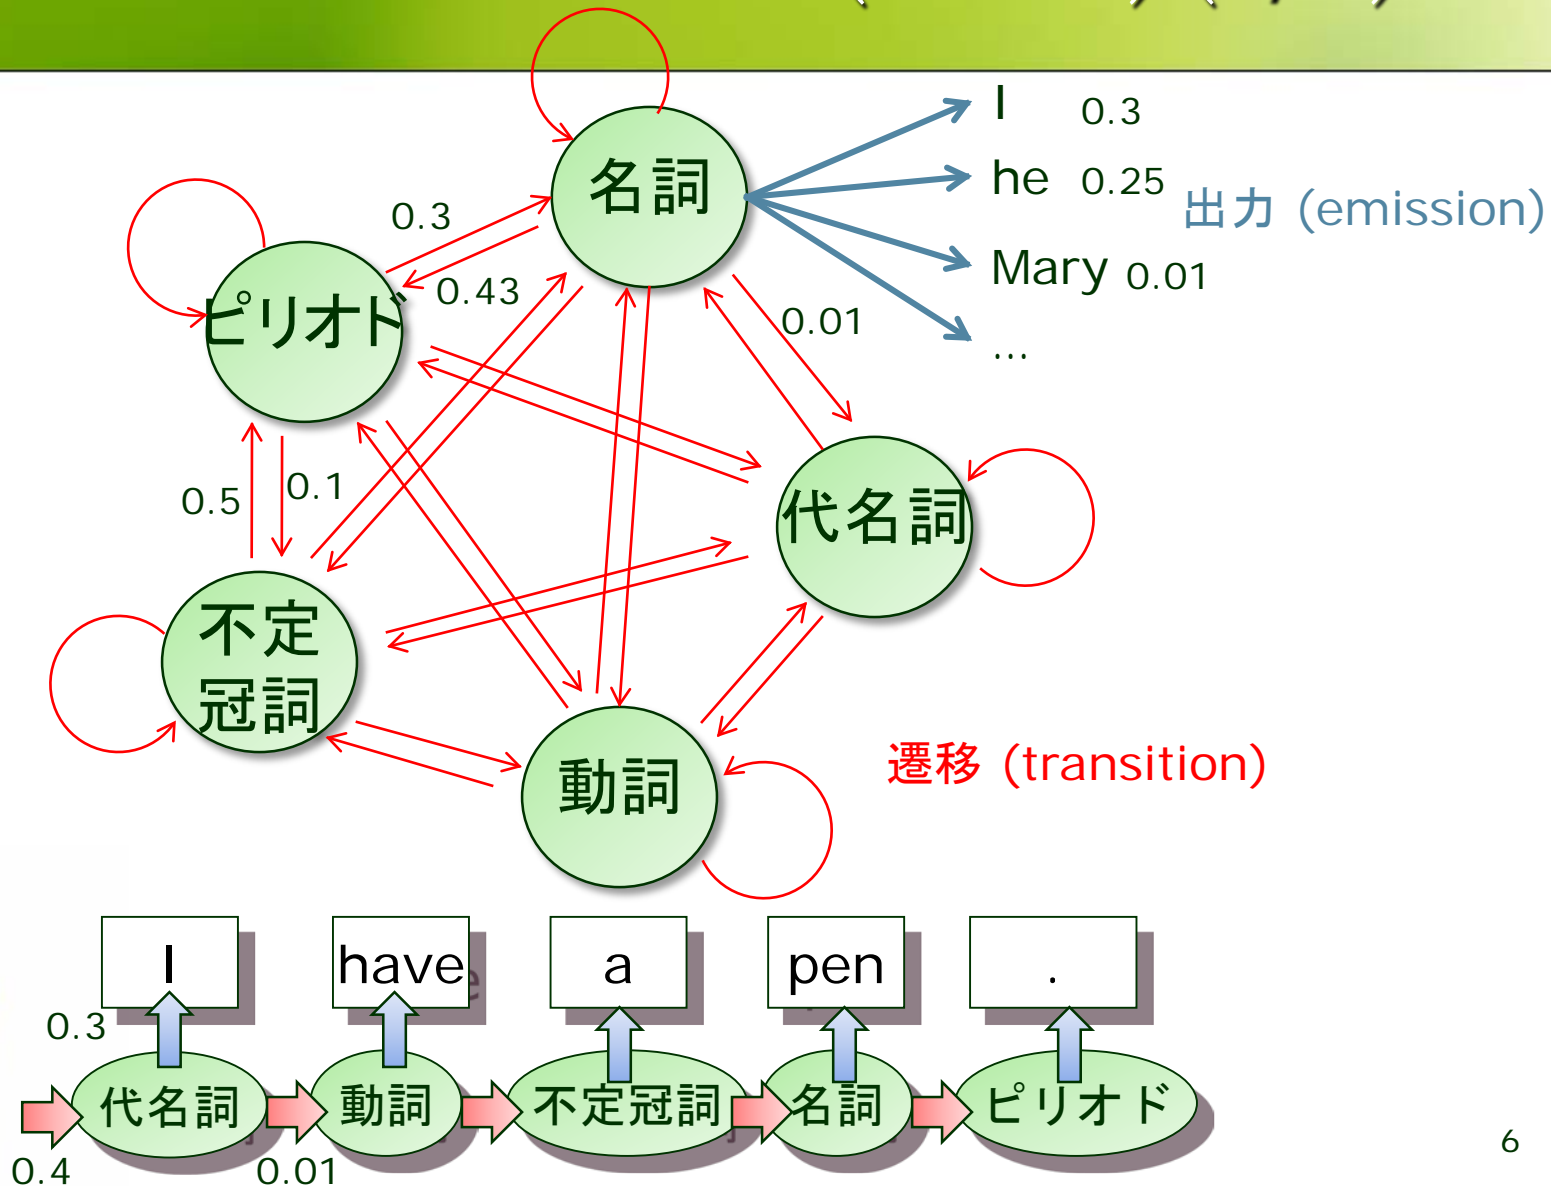 名詞
I 0.3
he 0.25
出力 (emission)
Mary 0.01
...
0.3
0.43
0.01
ピリオド
0.5
0.1
代名詞
不定
冠詞
動詞
遷移 (transition)
I have a pen .
0.3
代名詞 動詞 不定冠詞 名詞 ピリオド
0.4 0.01
6